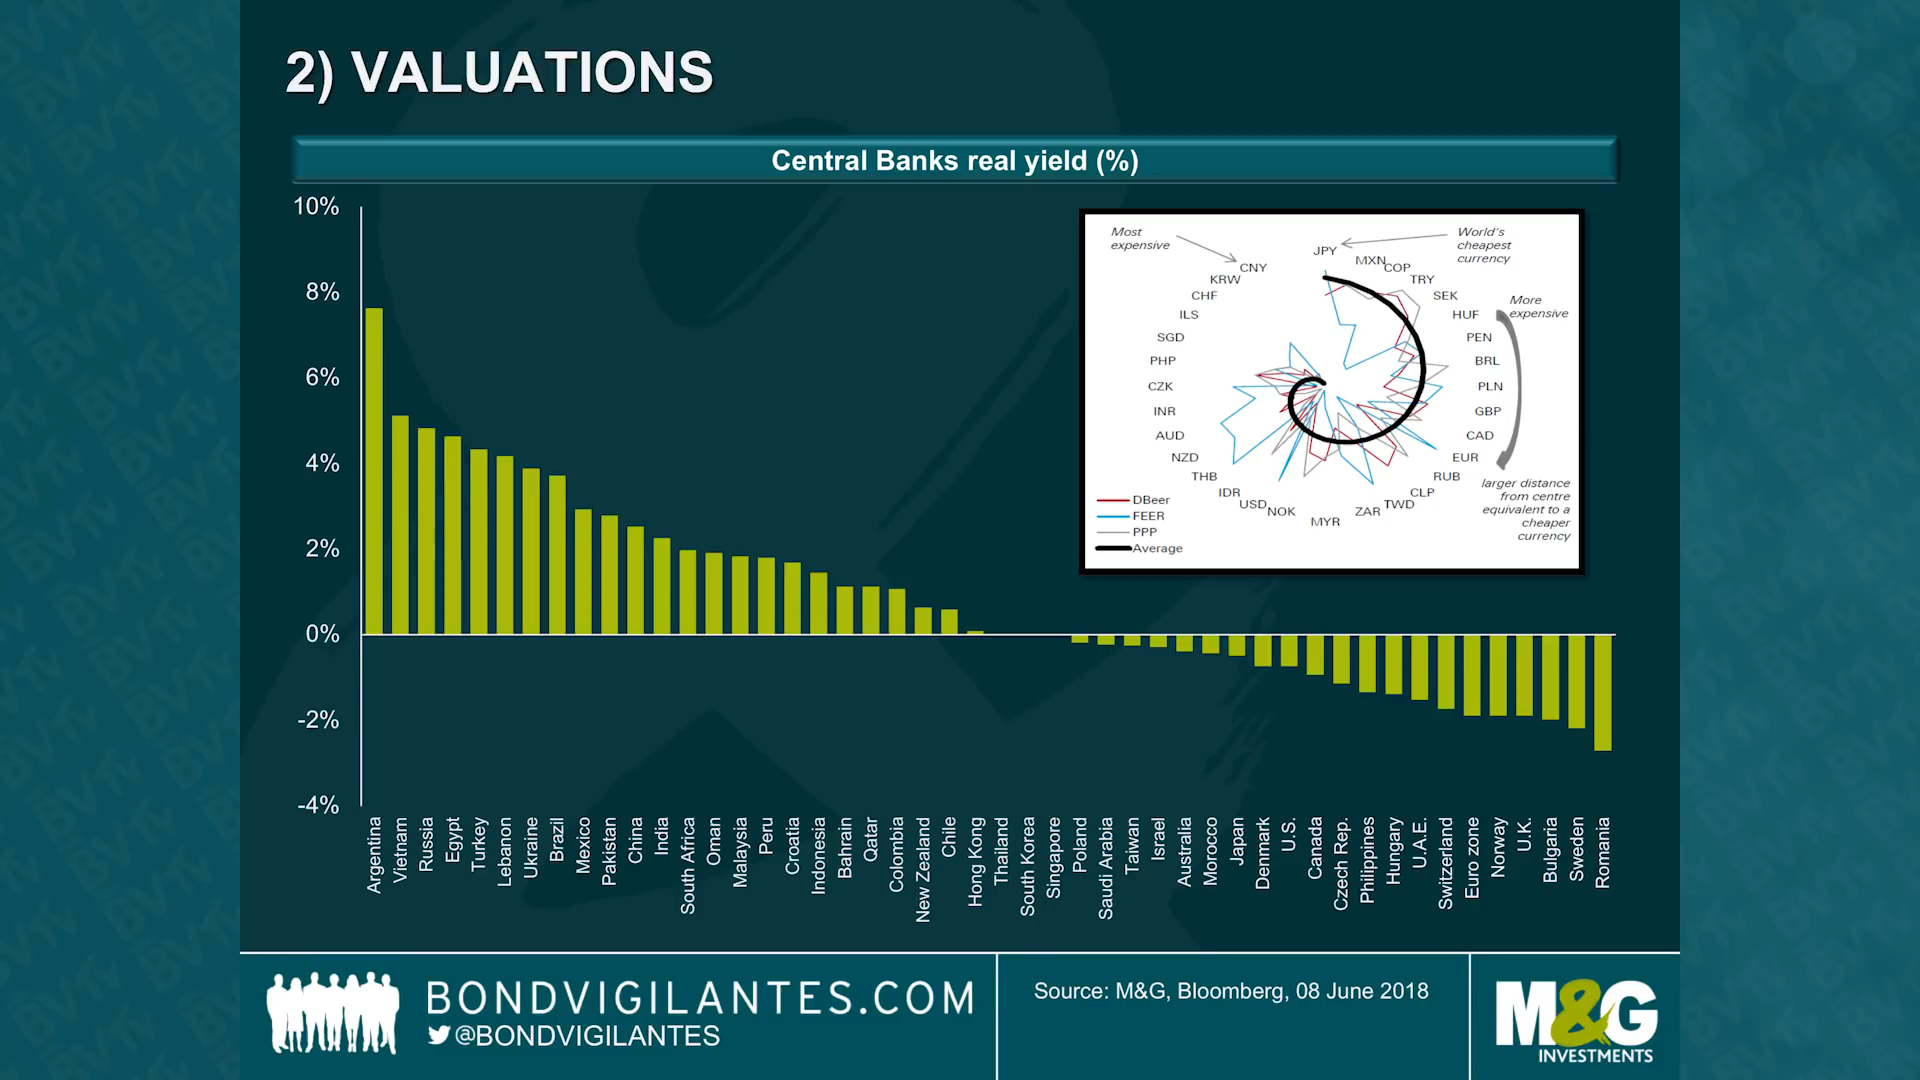 2) VALUATIONS
Central Banks real yield (%)
10%
8%
6%
4%
2%
0%
-2%
-4%
Argentina
Vietnam
Russia
Egypt
Turkey
Lebanon
Ukraine
Brazil
Mexico
Pakistan
China
India
South Africa
Oman
Malaysia
Peru
Croatia
Indonesia
Bahrain
Qatar
Colombia
New Zealand
Chile
Hong Kong
Thailand
South Korea
Singapore
Poland
Saudi Arabia
Taiwan
Israel
Australia
Morocco
Japan
Denmark
U.S.
Canada
Czech Rep.
Philippines
Hungary
U.A.E.
Switzerland
Euro zone
Norway
U.K.
Bulgaria
Sweden
Romania
Most
expensive
World's
cheapest
currency
JPY
MXN
COP
TRY
SEK
HUF
PEN
BRL
PLN
GBP
CAD
EUR
RUB
CLP
TWD
ZAR
MYR
NOK
USD
IDR
THB
NZD
AUD
INR
CZK
PHP
SGD
ILS
CHF
KRW
CNY
More
expensive
larger distance
from centre
equivalent to a
cheaper
currency
DBeer
FEER
PPP
Average
BONDVIGILANTES.COM
@BONDVIGILANTES
Source: M&G, Bloomberg, 08 June 2018
M&G
INVESTMENTS